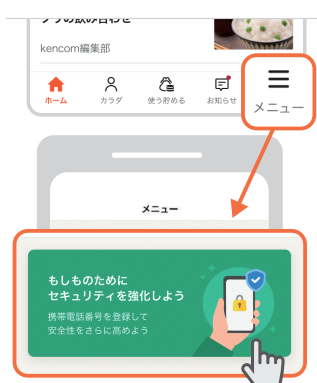 プリの飲み合わせ
kencom編集部
ホーム
カラダ
使う貯める
お知らせ
メニュー
メニュー
もしものために
セキュリティを強化しよう
携帯電話番号を登録して
安全性をさらに高めよう